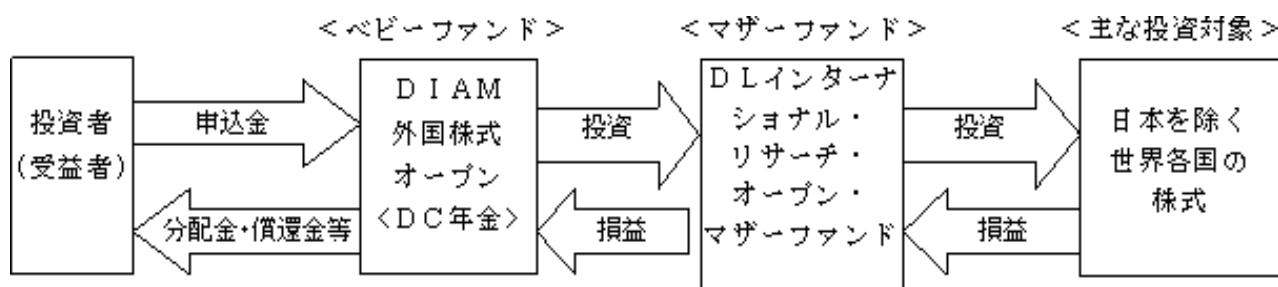 <ベビーファンド>
<マザーファンド>
<主な投資対象>
投資者
(受益者)
申込金
分配金・償還金等
DIAM
外国株式
オープン
<DC年金>
投資
損益
DLインターナ
ショナル・
リサーチ・
オープン・
マザーファンド
投資
損益
日本を除く
世界各国の
株式